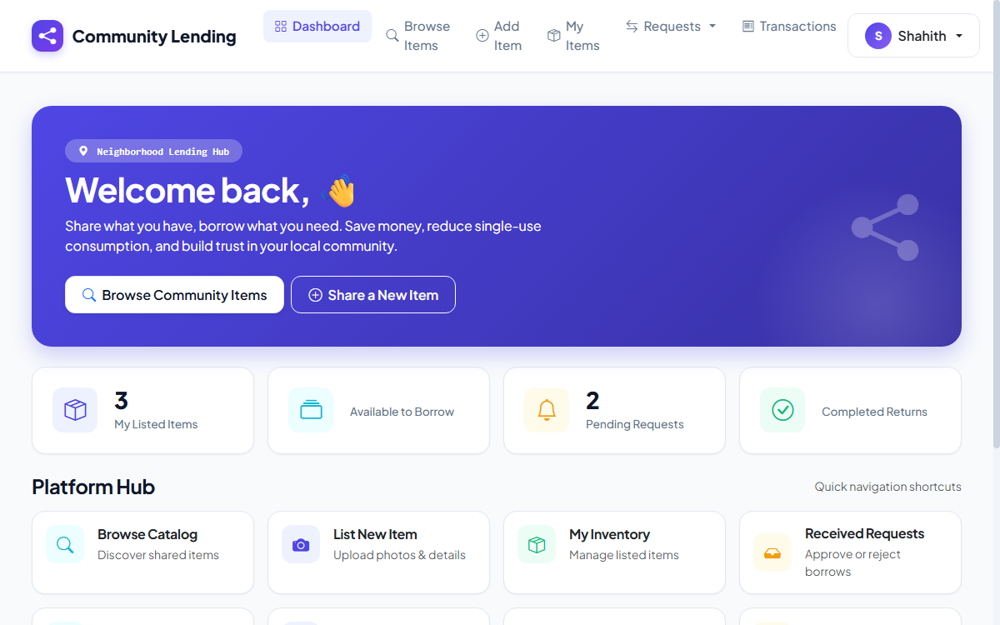 Community Lending
Dashboard
Browse
Items
Add
Item
My
Items
Requests
Transactions
S
Shahith
Neighborhood Lending Hub
Welcome back, 👋
Share what you have, borrow what you need. Save money, reduce single-use
consumption, and build trust in your local community.
Browse Community Items
Share a New Item
3
My Listed Items
Available to Borrow
2
Pending Requests
Completed Returns
Platform Hub
Quick navigation shortcuts
Browse Catalog
Discover shared items
List New Item
Upload photos & details
My Inventory
Manage listed items
Received Requests
Approve or reject
borrows